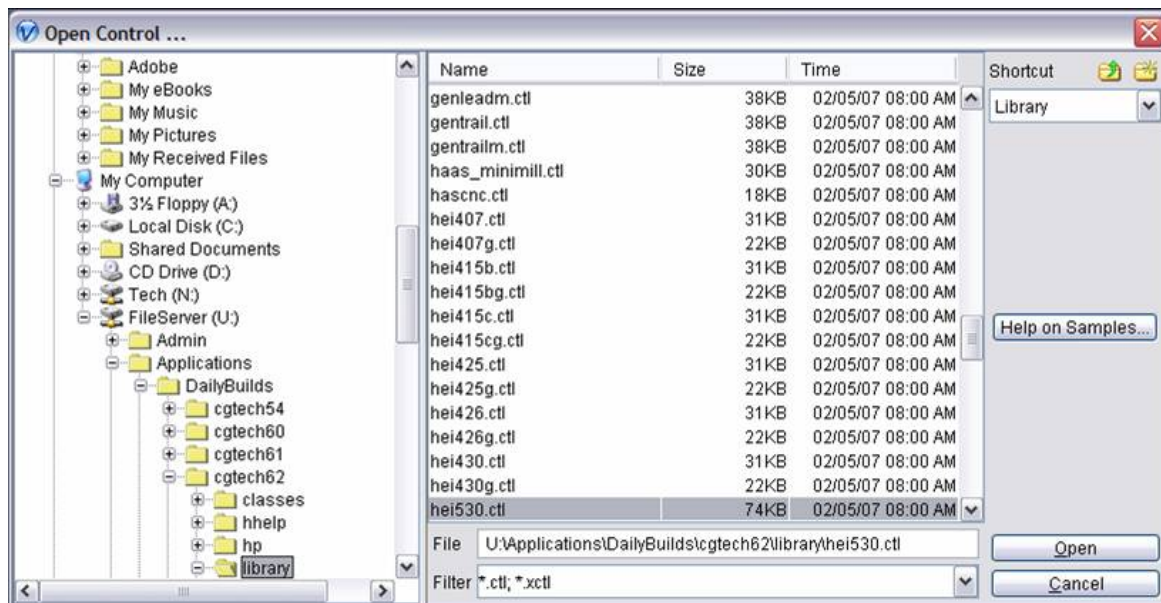 Open Control ...
Adobe
My eBooks
My Music
My Pictures
My Received Files
My Computer
3½ Floppy (A:)
Local Disk (C:)
Shared Documents
CD Drive (D:)
Tech (N:)
FileServer (U:)
Admin
Applications
DailyBuilds
cgtech54
cgtech60
cgtech61
cgtech62
classes
hhelp
hp
library
Name Size Time
genleadm.ctl 38KB 02/05/07 08:00 AM
gentrail.ctl 38KB 02/05/07 08:00 AM
gentrailm.ctl 38KB 02/05/07 08:00 AM
haas_minimill.ctl 30KB 02/05/07 08:00 AM
hascnc.ctl 18KB 02/05/07 08:00 AM
hei407.ctl 31KB 02/05/07 08:00 AM
hei407g.ctl 22KB 02/05/07 08:00 AM
hei415b.ctl 31KB 02/05/07 08:00 AM
hei415bg.ctl 22KB 02/05/07 08:00 AM
hei415c.ctl 31KB 02/05/07 08:00 AM
hei415cg.ctl 22KB 02/05/07 08:00 AM
hei425.ctl 31KB 02/05/07 08:00 AM
hei425g.ctl 22KB 02/05/07 08:00 AM
hei426.ctl 31KB 02/05/07 08:00 AM
hei426g.ctl 22KB 02/05/07 08:00 AM
hei430.ctl 31KB 02/05/07 08:00 AM
hei430g.ctl 22KB 02/05/07 08:00 AM
hei530.ctl 74KB 02/05/07 08:00 AM
File U:\Applications\DailyBuilds\cgtech62\library\hei530.ctl
Filter *.ctl; *.xctl
Shortcut
Library
Help on Samples...
Open
Cancel